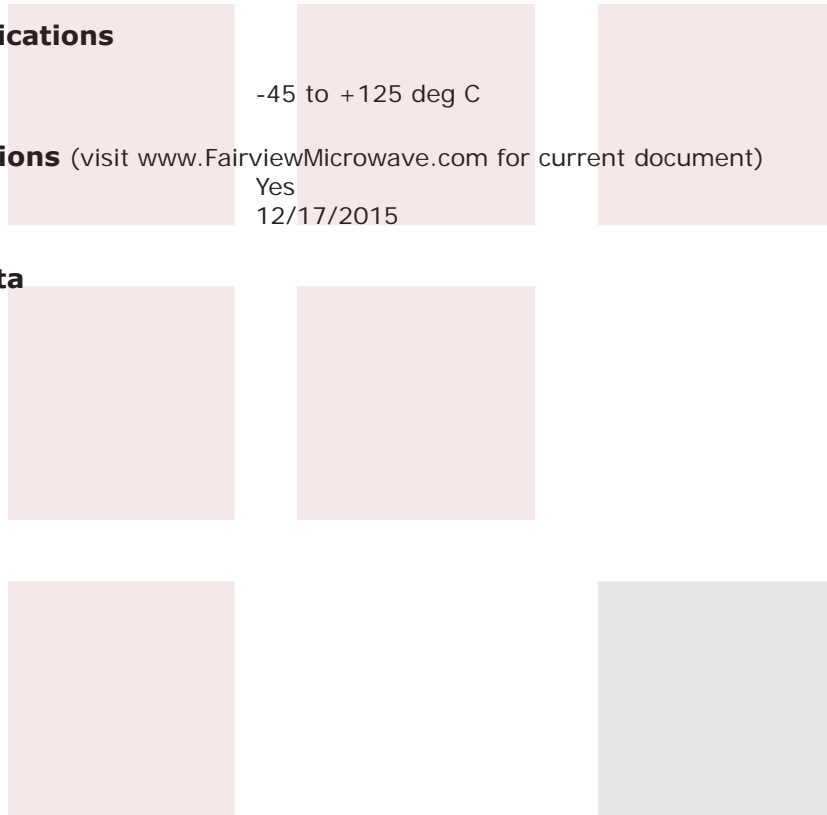 ications
-45 to +125 deg C
ions (visit www.FairviewMicrowave.com for current document)
Yes
12/17/2015
ta